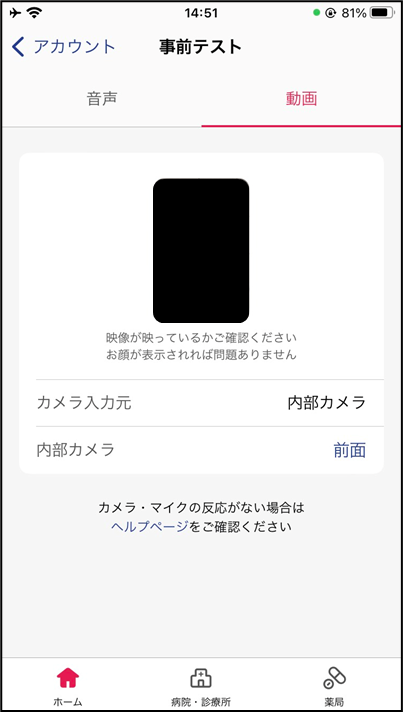 14:51
81%
アカウント
事前テスト
音声
動画
映像が映っているかご確認ください
お顔が表示されれば問題ありません
カメラ入力元
内部カメラ
内部カメラ
前面
カメラ・マイクの反応がない場合は
ヘルプページをご確認ください
ホーム
病院・診療所
薬局